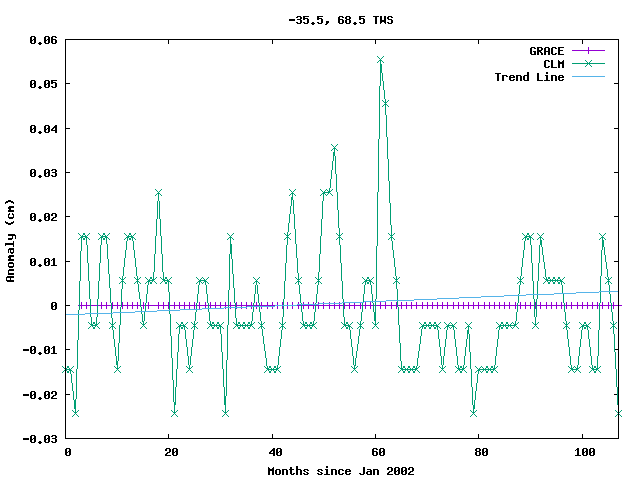 -35.5, 68.5 TWS
GRACE
CLM
Trend Line
0.06
0.05
0.04
0.03
0.02
0.01
0
-0.01
-0.02
-0.03
Anomaly (cm)
0 20 40 60 80 100
Months since Jan 2002